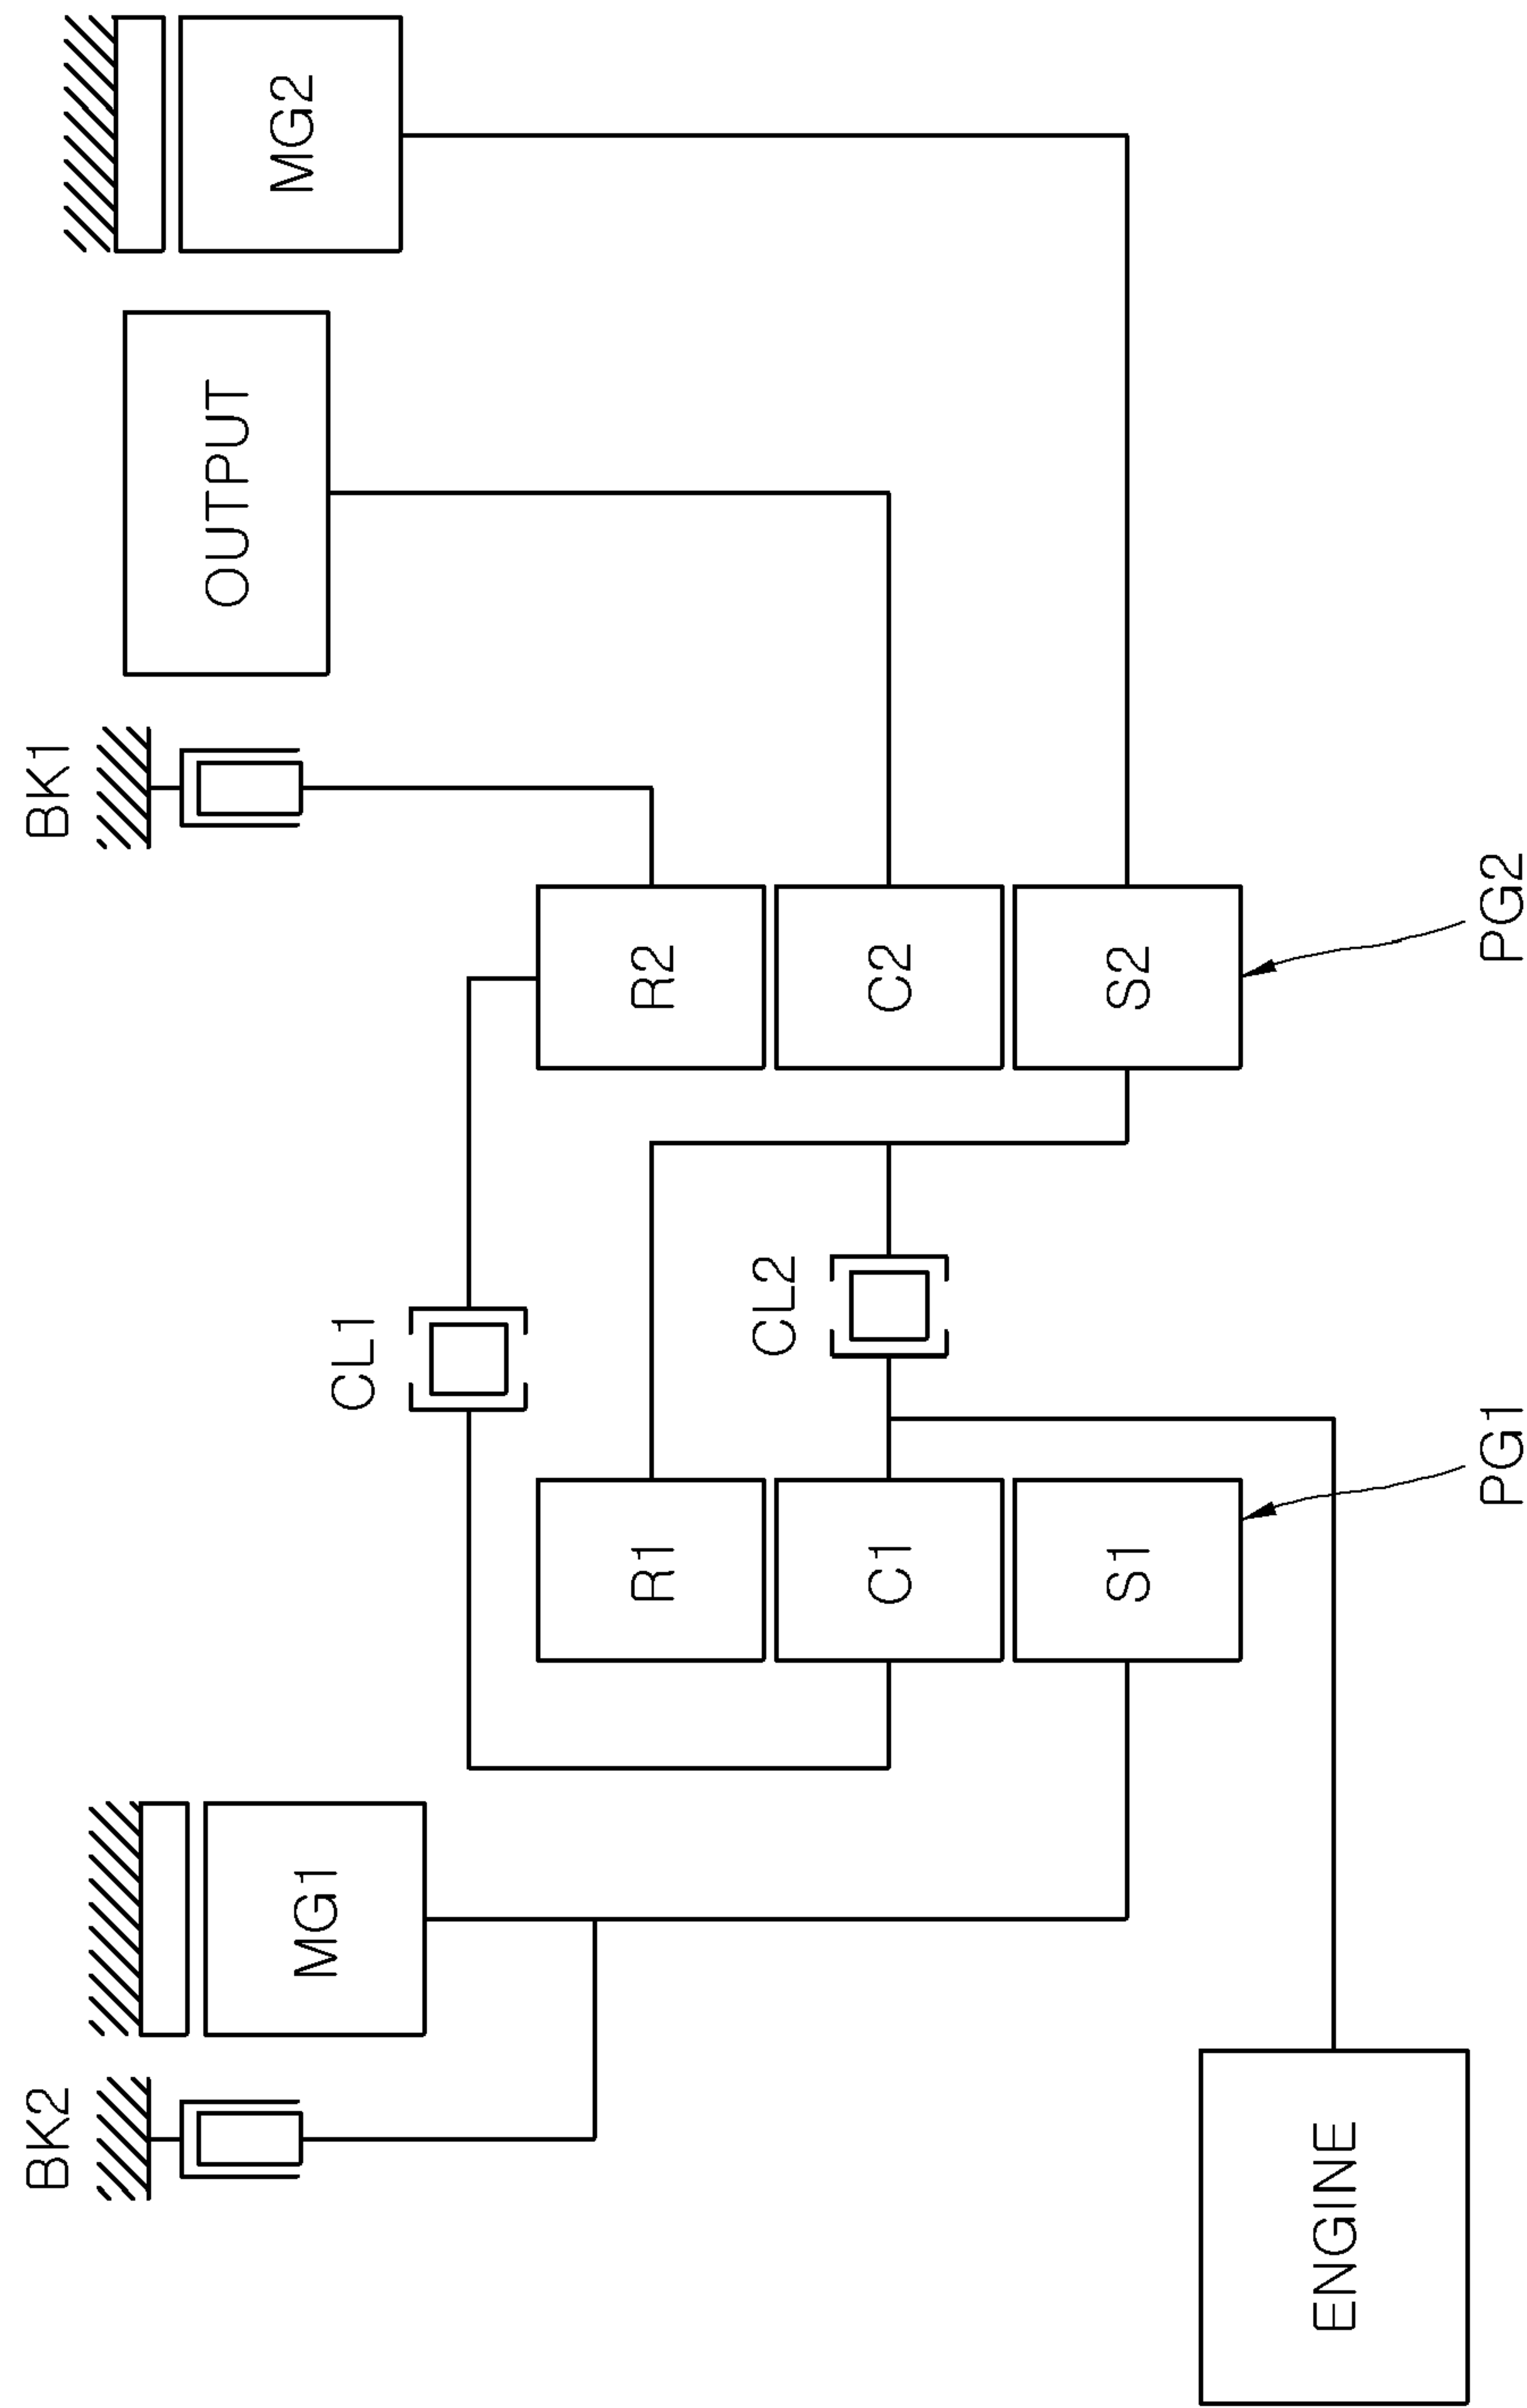 BK2
MG1
BK1
OUTPUT
MG2
CL1
R1
R2
CL2
C1
C2
S1
S2
ENGINE
PG1
PG2